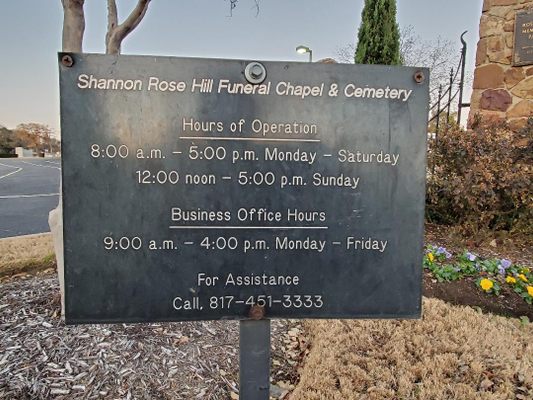 Shannon Rose Hill Funeral Chapel & Cemetery
Hours of Operation
8:00 a.m. – 5:00 p.m. Monday – Saturday
12:00 noon – 5:00 p.m. Sunday
Business Office Hours
9:00 a.m. – 4:00 p.m. Monday – Friday
For Assistance
Call, 817–451–3333